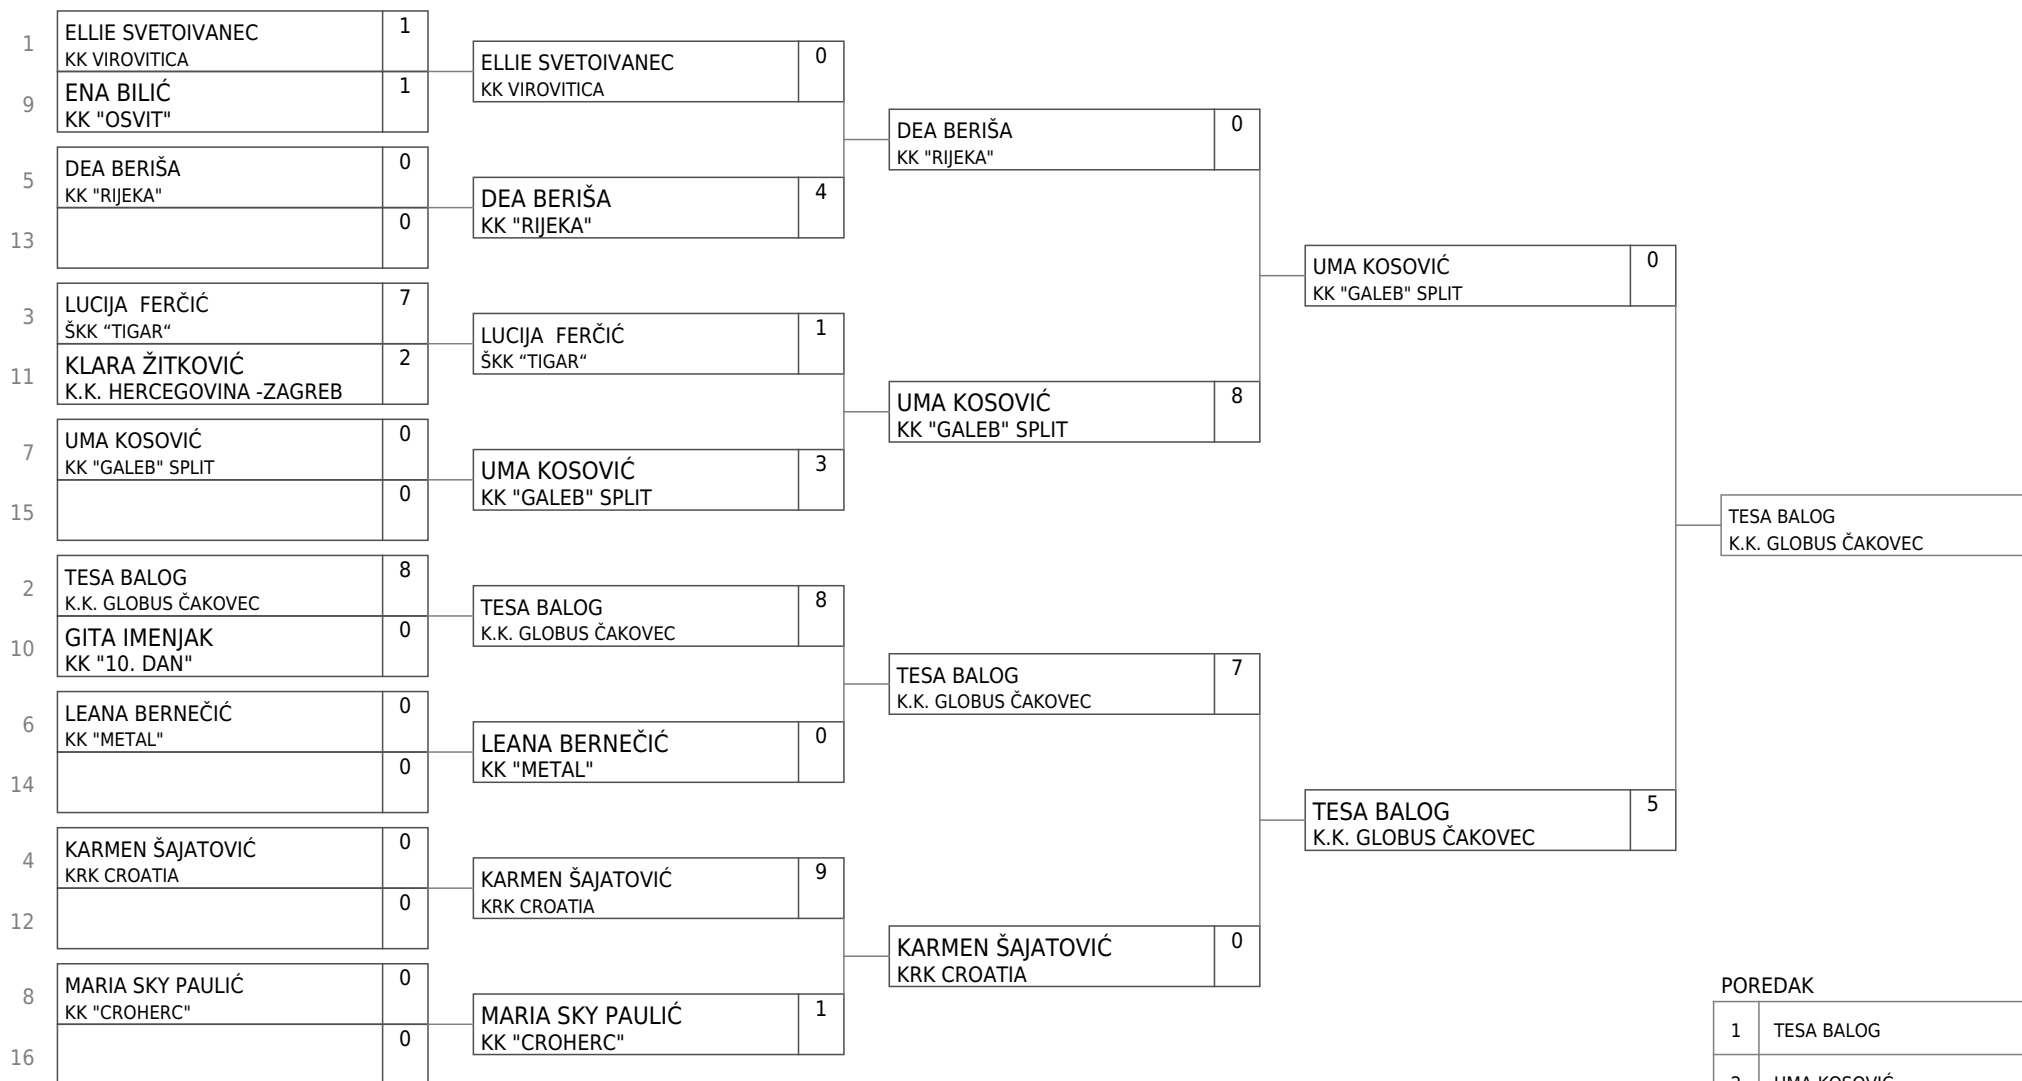 1
ELLIE SVETOIVANEC
KK VIROVITICA
1
9
ENA BILIĆ
KK "OSVIT"
1
5
DEA BERIŠA
KK "RIJEKA"
0
13
0
3
LUCIJA  FERČIĆ
ŠKK “TIGAR“
7
11
KLARA ŽITKOVIĆ
K.K. HERCEGOVINA -ZAGREB
2
7
UMA KOSOVIĆ
KK "GALEB" SPLIT
0
15
0
2
TESA BALOG
K.K. GLOBUS ČAKOVEC
8
10
GITA IMENJAK
KK "10. DAN"
0
6
LEANA BERNEČIĆ
KK "METAL"
0
14
0
4
KARMEN ŠAJATOVIĆ
KRK CROATIA
0
12
0
8
MARIA SKY PAULIĆ
KK "CROHERC"
0
16
0
ELLIE SVETOIVANEC
KK VIROVITICA
0
DEA BERIŠA
KK "RIJEKA"
4
LUCIJA  FERČIĆ
ŠKK “TIGAR“
1
UMA KOSOVIĆ
KK "GALEB" SPLIT
3
TESA BALOG
K.K. GLOBUS ČAKOVEC
8
LEANA BERNEČIĆ
KK "METAL"
0
KARMEN ŠAJATOVIĆ
KRK CROATIA
9
MARIA SKY PAULIĆ
KK "CROHERC"
1
DEA BERIŠA
KK "RIJEKA"
0
UMA KOSOVIĆ
KK "GALEB" SPLIT
8
TESA BALOG
K.K. GLOBUS ČAKOVEC
7
KARMEN ŠAJATOVIĆ
KRK CROATIA
0
UMA KOSOVIĆ
KK "GALEB" SPLIT
0
TESA BALOG
K.K. GLOBUS ČAKOVEC
5
TESA BALOG
K.K. GLOBUS ČAKOVEC
POREDAK
1 TESA BALOG
2 UMA KOSOVIĆ